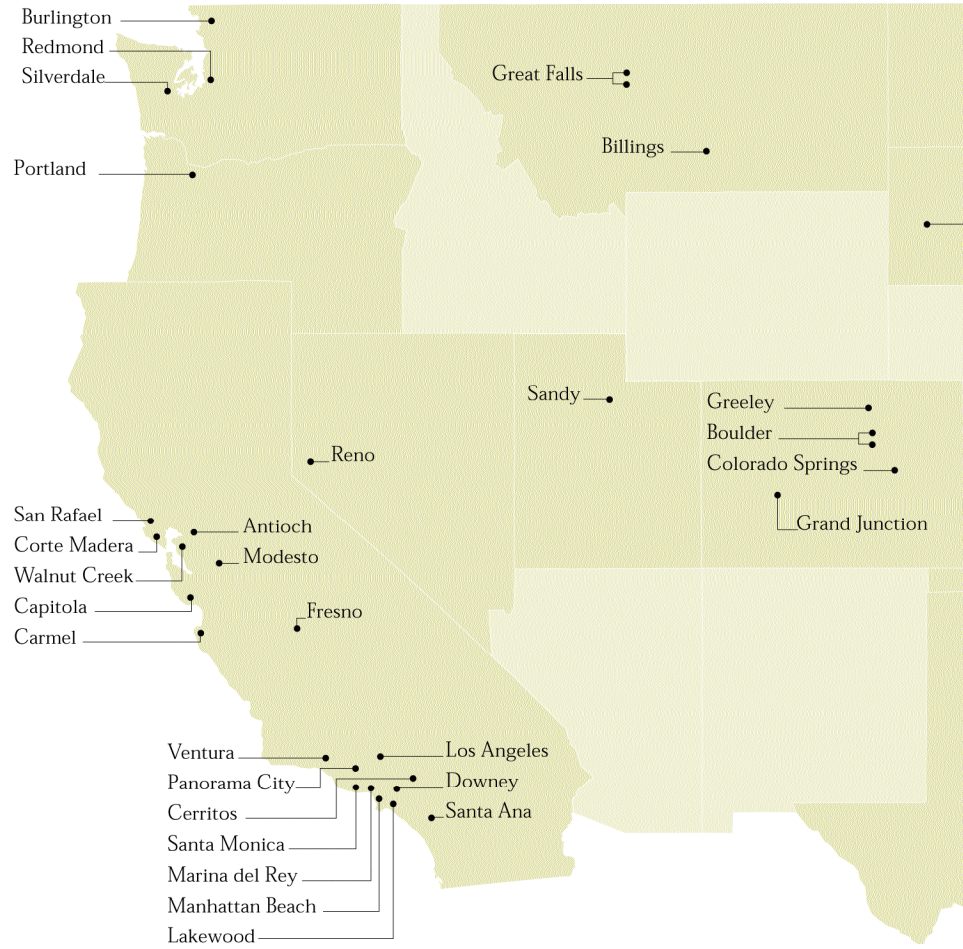 Burlington
Redmond
Silverdale
Great Falls
Billings
Portland
Sandy
Greeley
Boulder
Colorado Springs
Grand Junction
Reno
San Rafael
Corte Madera
Walnut Creek
Capitola
Carmel
Antioch
Modesto
Fresno
Ventura
Panorama City
Cerritos
Santa Monica
Marina del Rey
Manhattan Beach
Lakewood
Los Angeles
Downey
Santa Ana